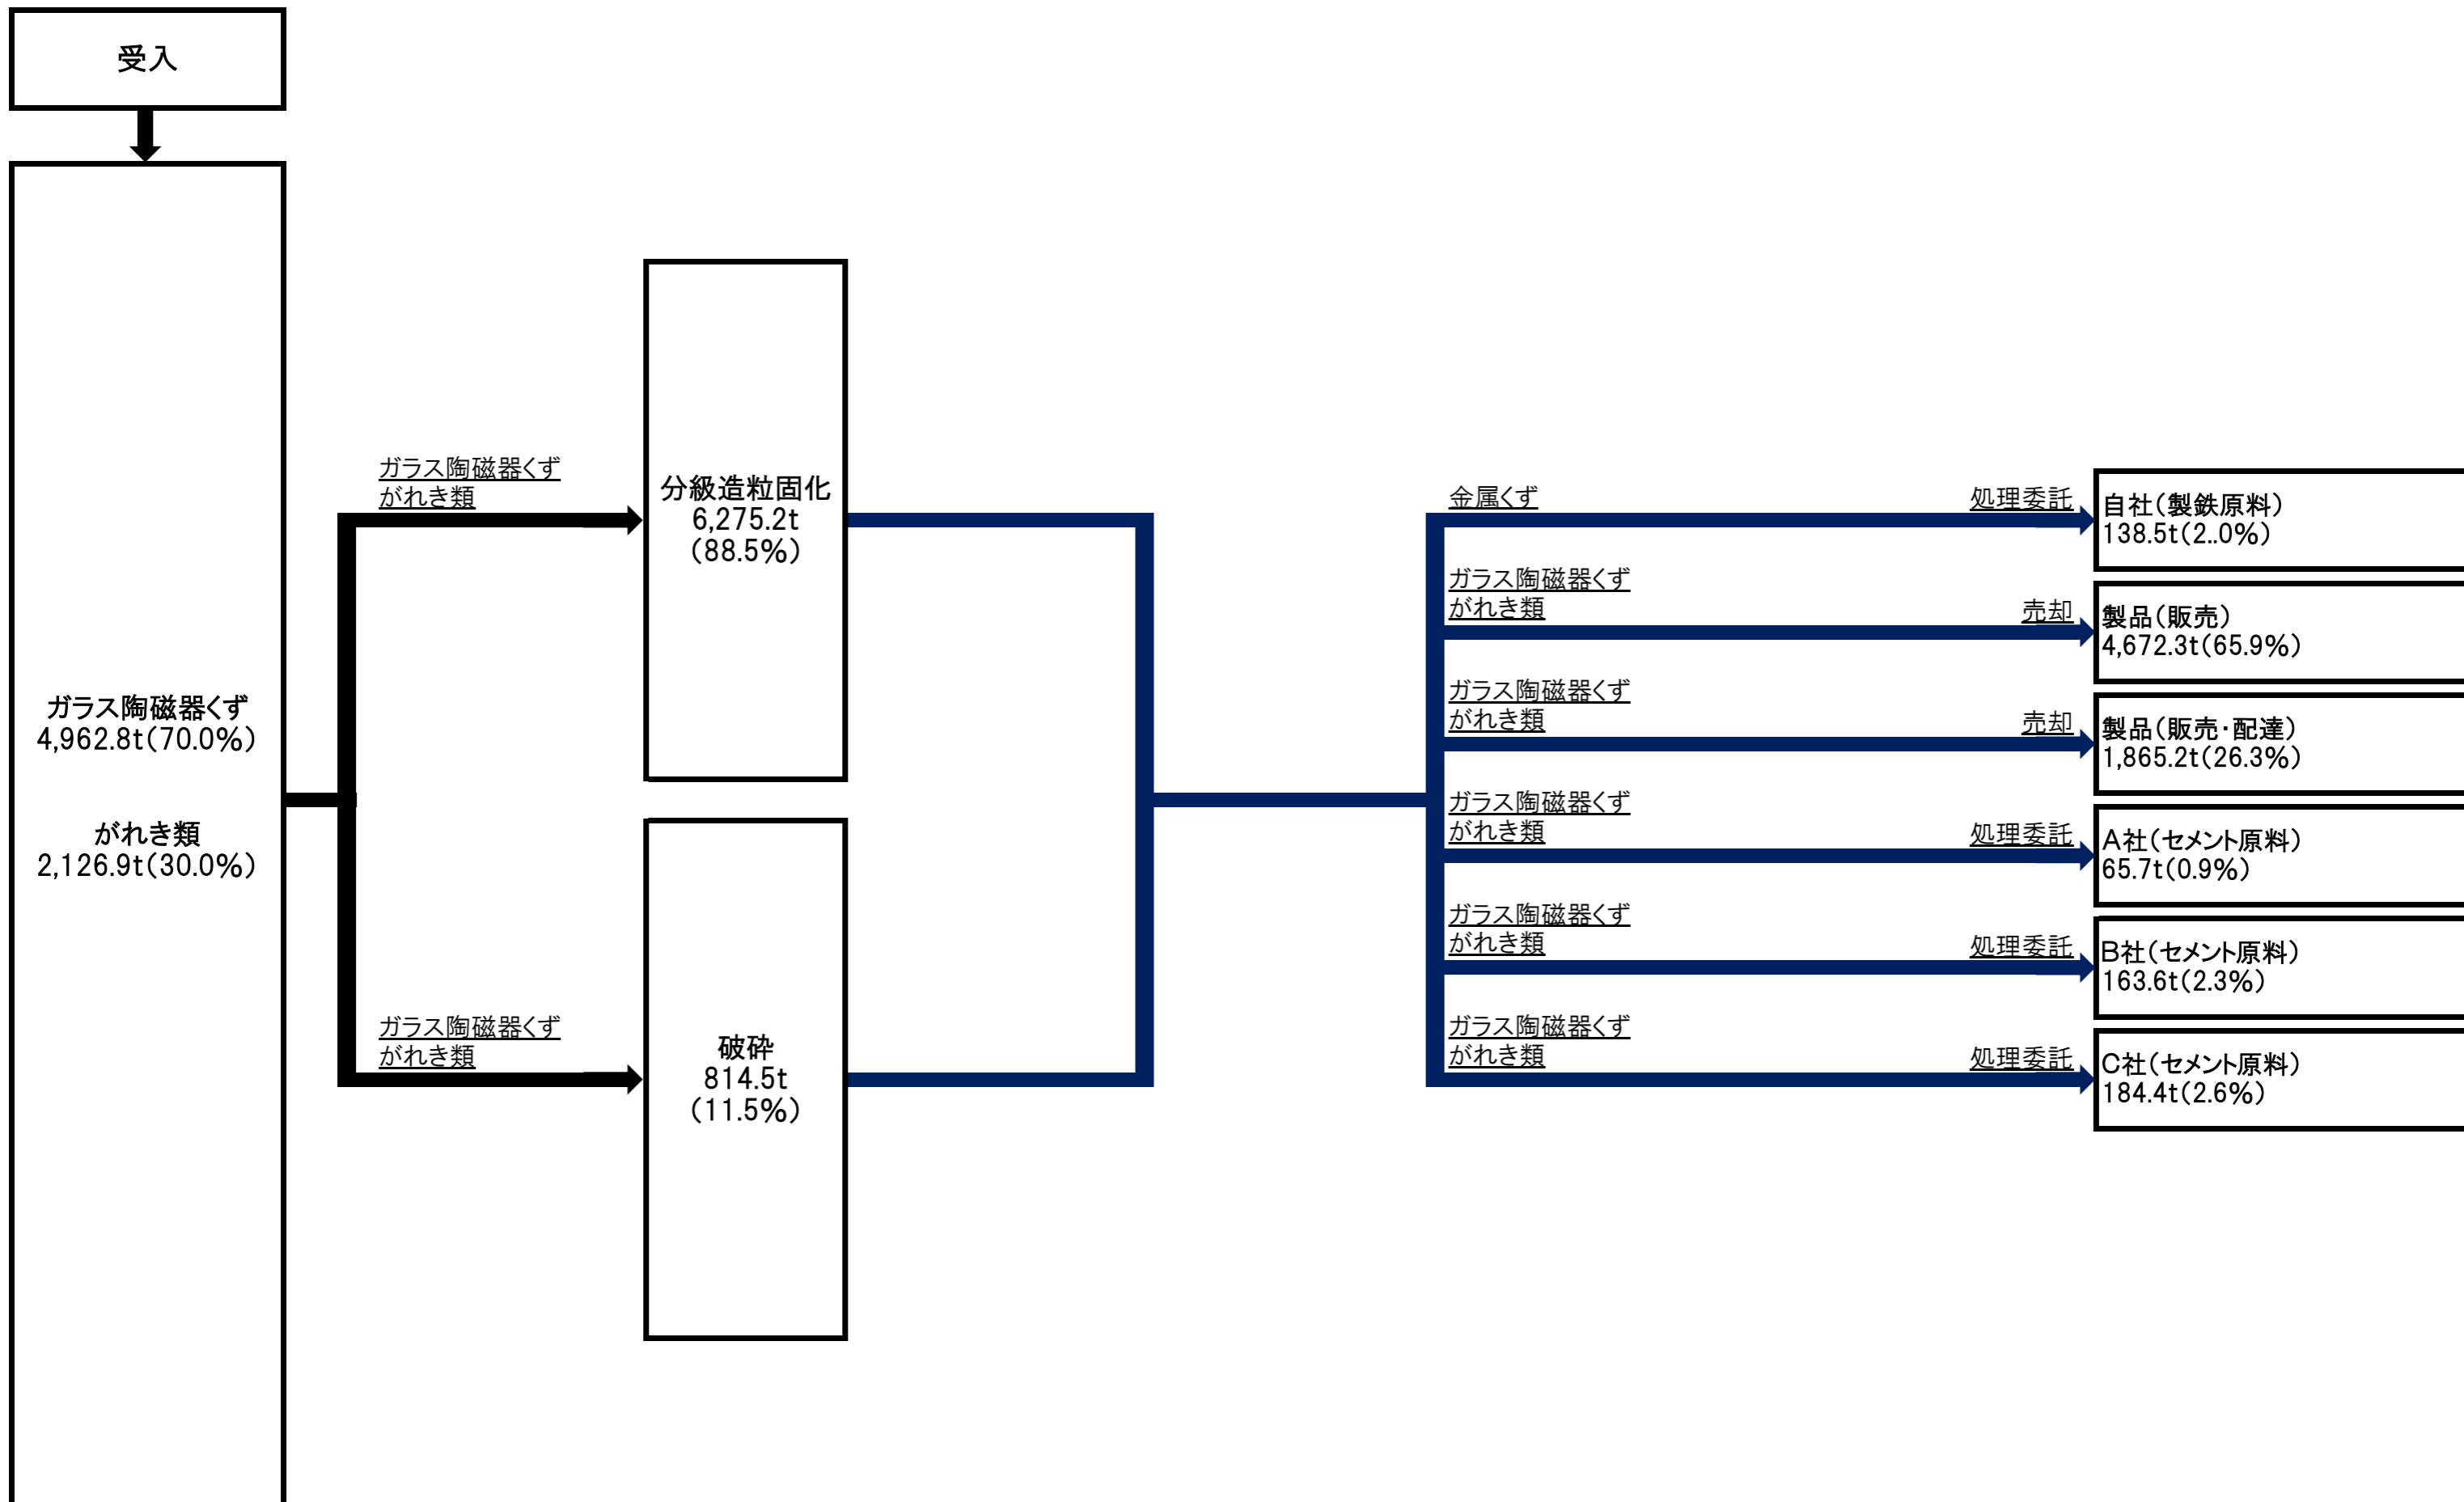 受入
ガラス陶磁器くず
4,962.8t(70.0%)
がれき類
2,126.9t(30.0%)
ガラス陶磁器くず
がれき類
分級造粒固化
6,275.2t
(88.5%)
ガラス陶磁器くず
がれき類
破砕
814.5t
(11.5%)
金属くず
処理委託
自社(製鉄原料)
138.5t(2..0%)
ガラス陶磁器くず
がれき類
売却
製品(販売)
4,672.3t(65.9%)
ガラス陶磁器くず
がれき類
売却
製品(販売・配達)
1,865.2t(26.3%)
ガラス陶磁器くず
がれき類
処理委託
A社(セメント原料)
65.7t(0.9%)
ガラス陶磁器くず
がれき類
処理委託
B社(セメント原料)
163.6t(2.3%)
ガラス陶磁器くず
がれき類
処理委託
C社(セメント原料)
184.4t(2.6%)